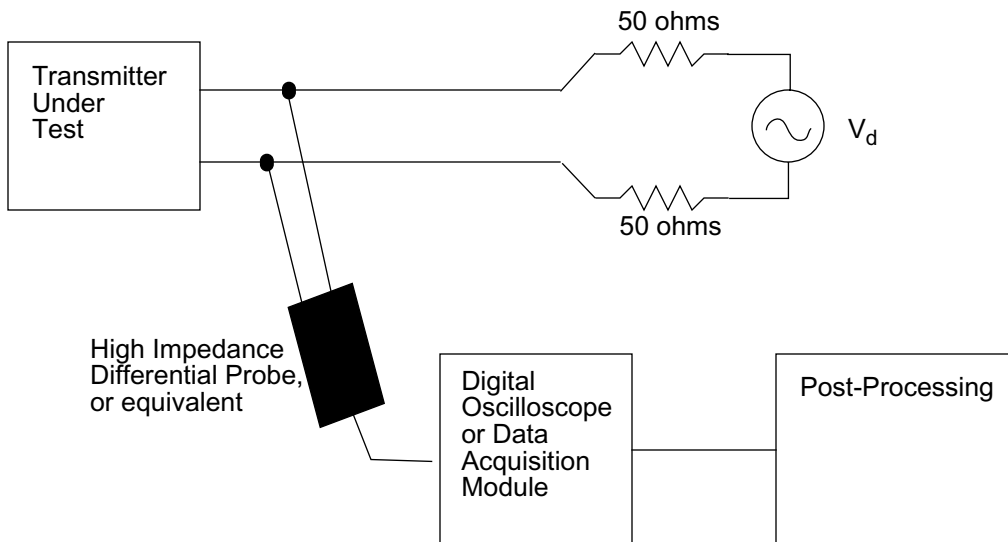 50 ohms
Transmitter
Under
Test
V_d
50 ohms
High Impedance
Differential Probe,
or equivalent
Digital
Oscilloscope
or Data
Acquisition
Module
Post-Processing